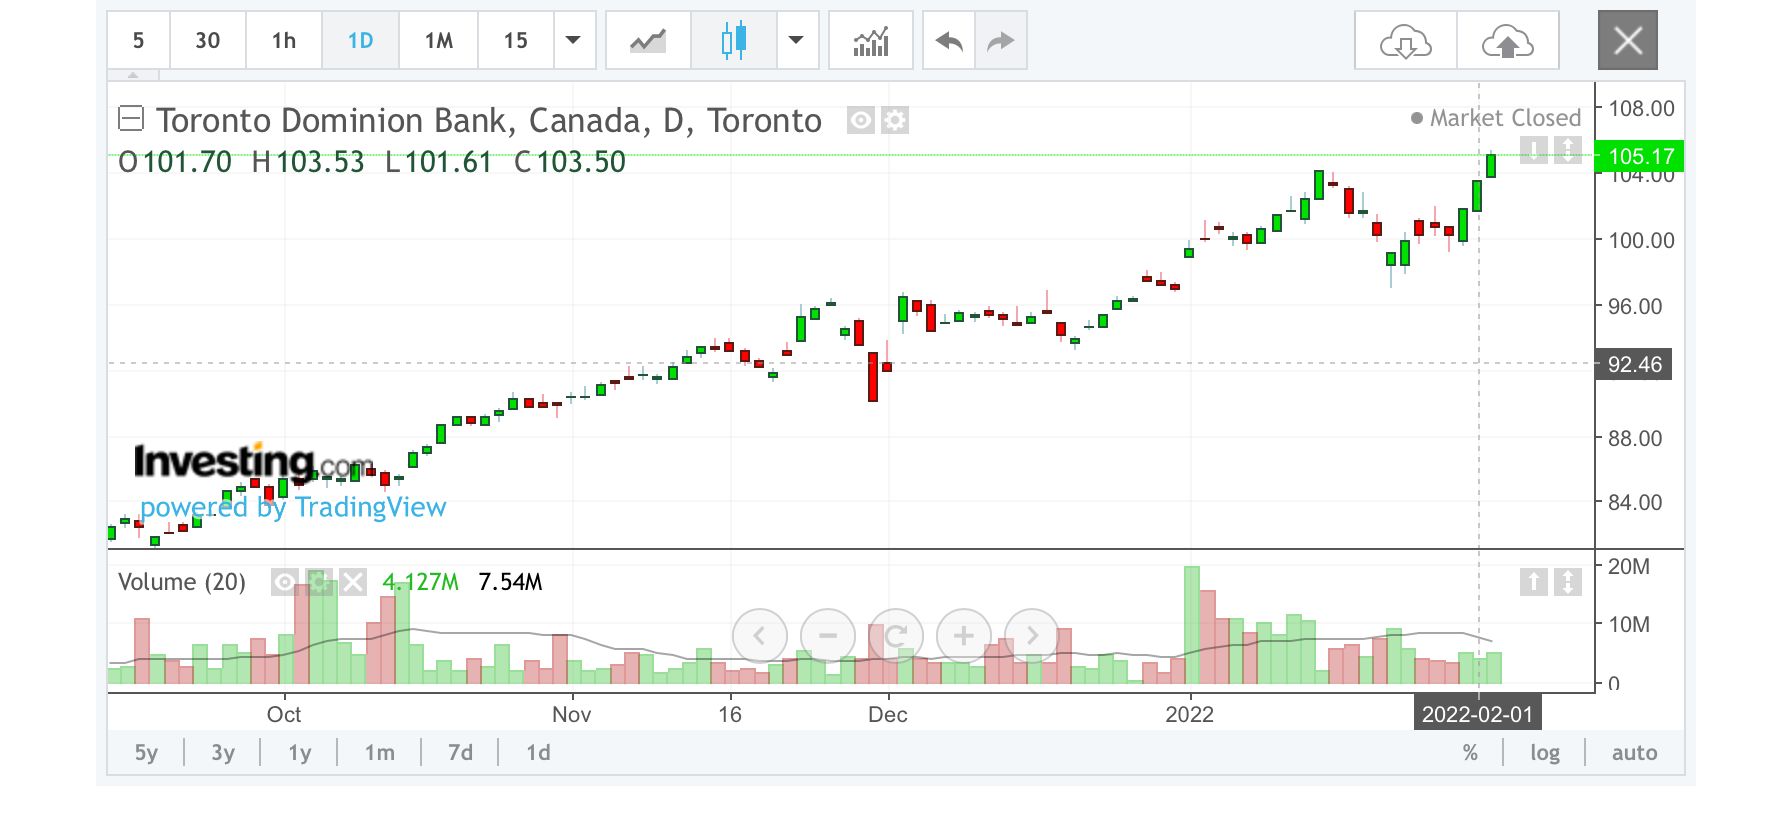 5 30 1h 1D 1M 15
Toronto Dominion Bank, Canada, D, Toronto
Market Closed
O 101.70 H 103.53 L 101.61 C 103.50
108.00
105.17
104.00
100.00
96.00
92.46
88.00
84.00
Investing.com
powered by TradingView
Volume (20) 4.127M 7.54M
20M
10M
0
Oct Nov 16 Dec 2022 2022-02-01
5y 3y 1y 1m 7d 1d % log auto